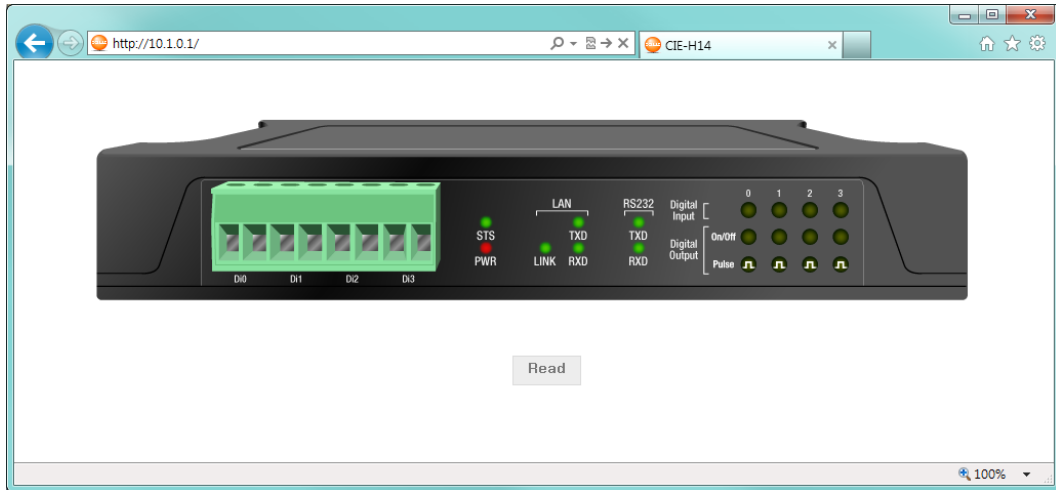 http://10.1.0.1/
CIE-H14
0 1 2 3
LAN RS232 Digital Input
STS TXD TXD Digital Output On/Off
PWR LINK RXD RXD Pulse
Di0 Di1 Di2 Di3
Read
100%